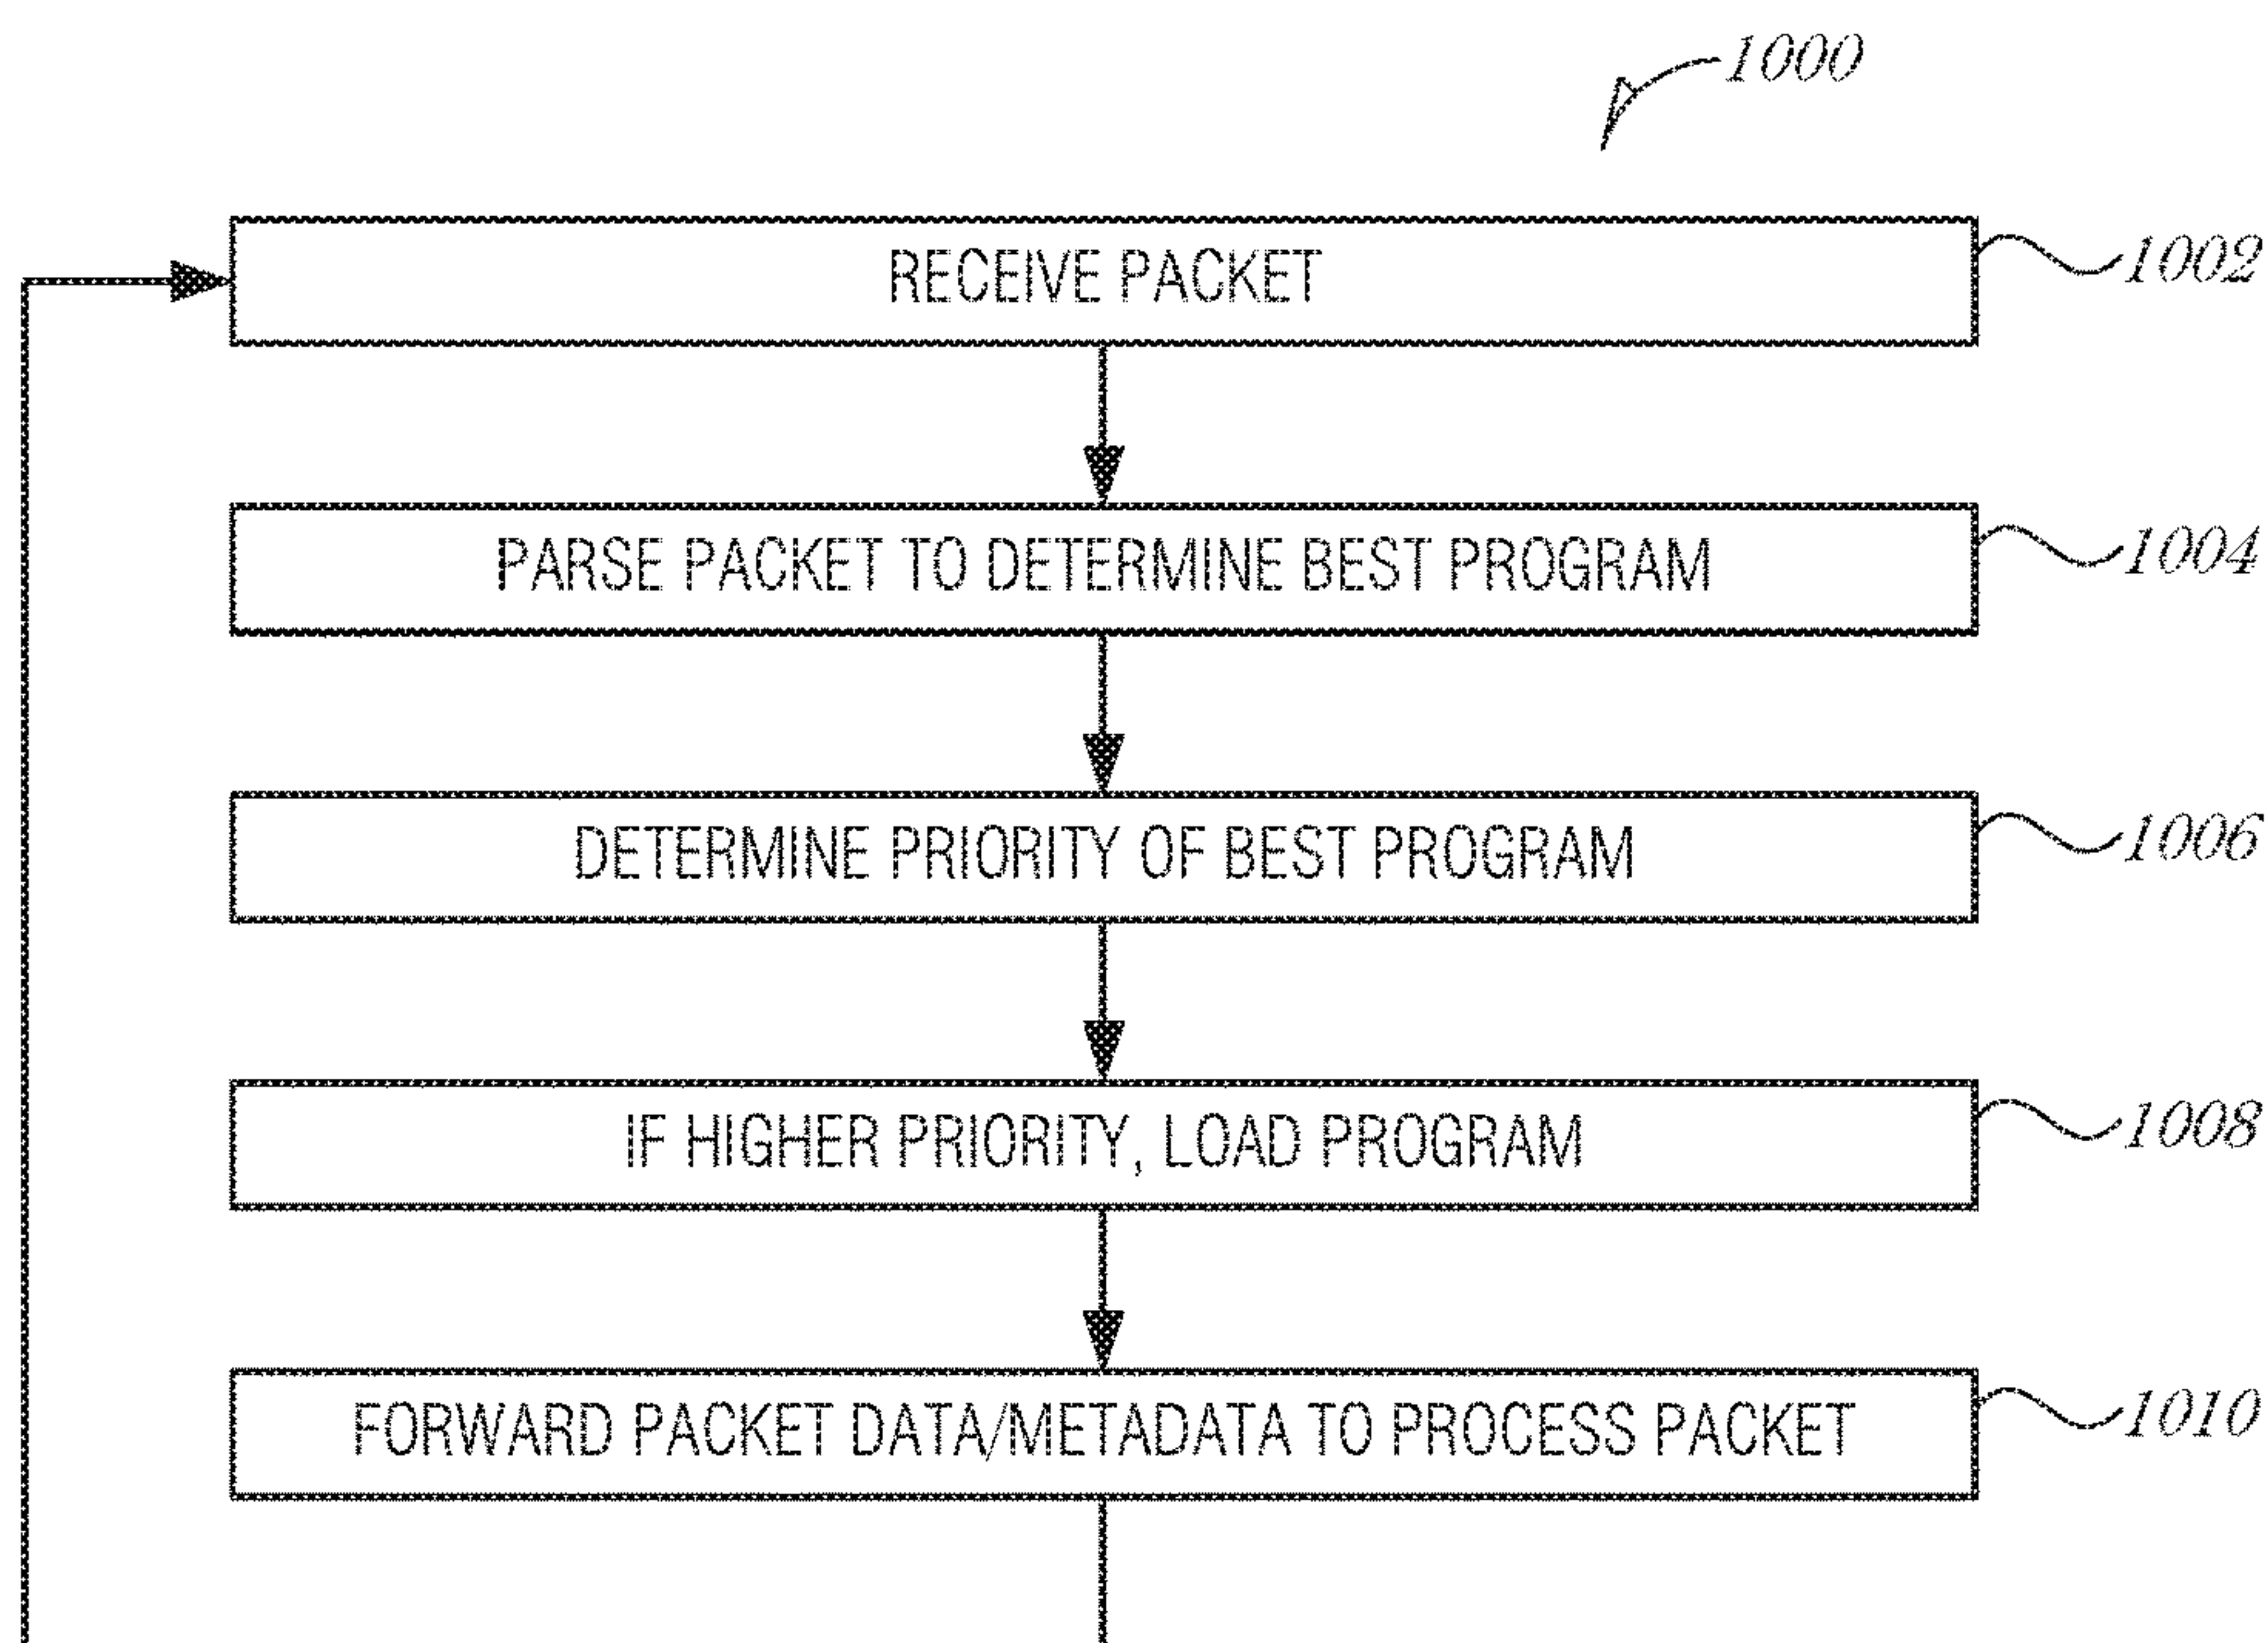 1000
RECEIVE PACKET
1002
PARSE PACKET TO DETERMINE BEST PROGRAM
1004
DETERMINE PRIORITY OF BEST PROGRAM
1006
IF HIGHER PRIORITY, LOAD PROGRAM
1008
FORWARD PACKET DATA/METADATA TO PROCESS PACKET
1010